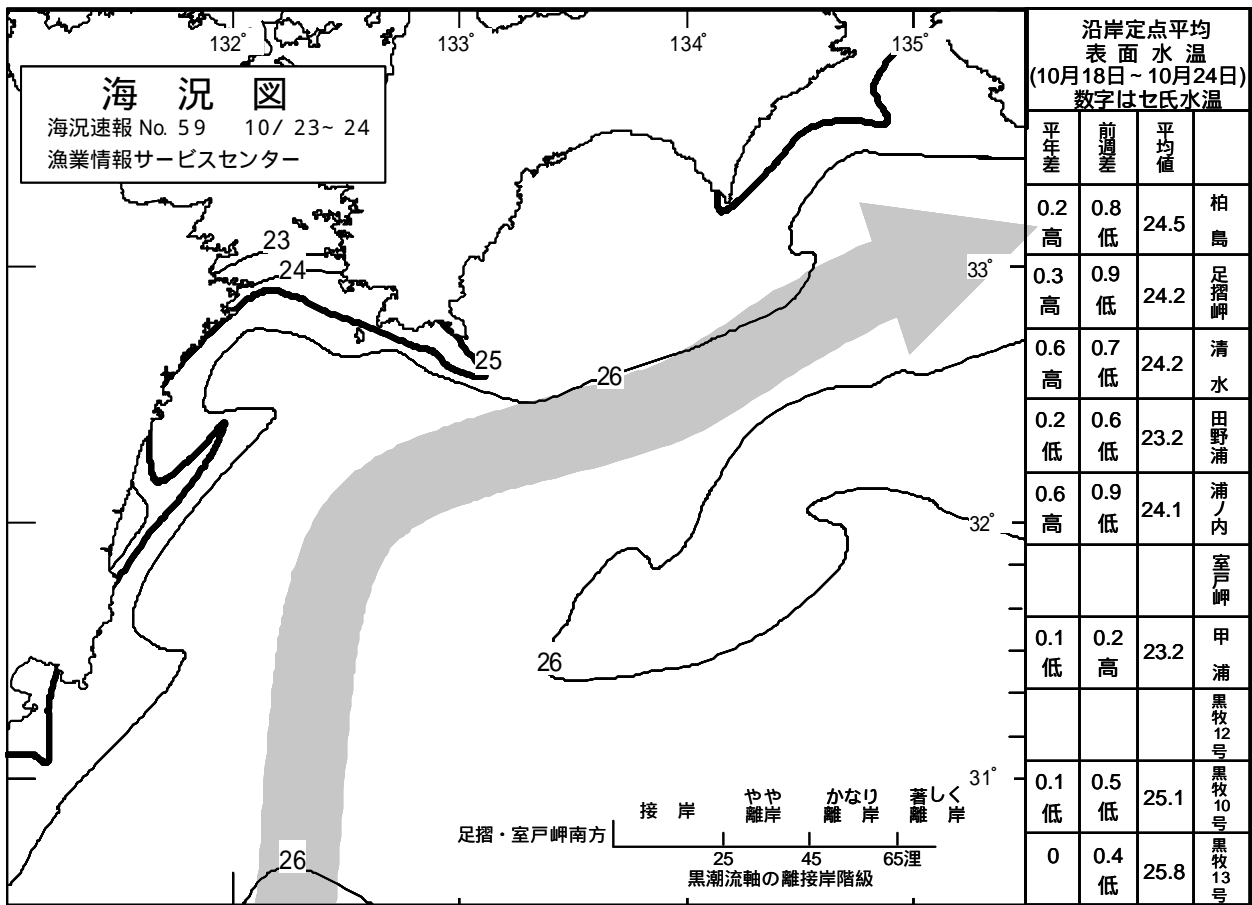 132°
133°
134°
135°
海況図
海況速報 No. 59 10/ 23~ 24
漁業情報サービスセンター
23
24
25
26
33°
32°
26
31°
26
接岸
やや離岸
かなり離岸
著しく離岸
足摺・室戸岬南方
25 45 65浬
黒潮流軸の離接岸階級
沿岸定点平均
表面水温
(10月18日~10月24日)
数字はセ氏水温
平年差 前週差 平均値
0.2高 0.8低 24.5 柏島
0.3高 0.9低 24.2 足摺岬
0.6高 0.7低 24.2 清水
0.2低 0.6低 23.2 田野浦
0.6高 0.9低 24.1 浦ノ内
室戸岬
0.1低 0.2高 23.2 甲浦
黒牧12号
0.1低 0.5低 25.1 黒牧10号
0 0.4低 25.8 黒牧13号